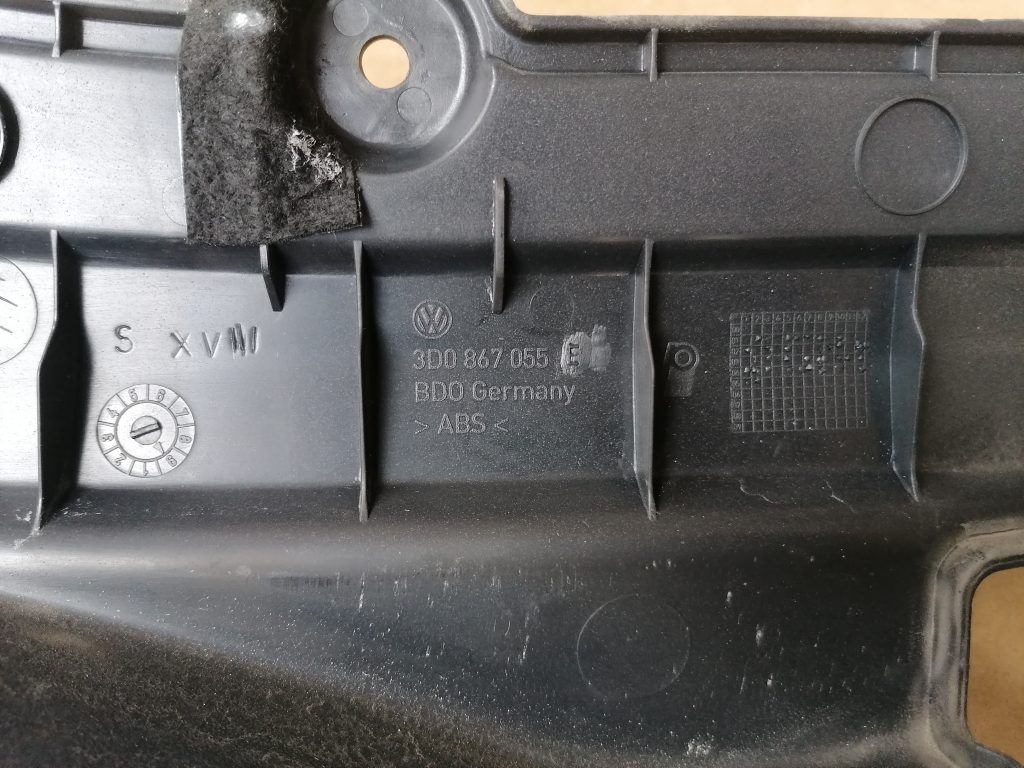 S XVIII
3D0 867 055 E
BDO Germany
> ABS <